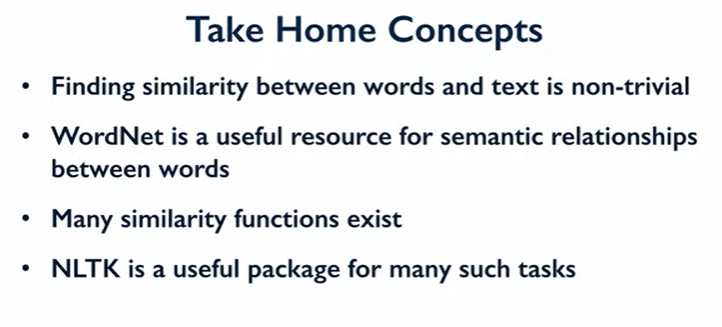 Take Home Concepts
• Finding similarity between words and text is non-trivial
• WordNet is a useful resource for semantic relationships
between words
• Many similarity functions exist
• NLTK is a useful package for many such tasks